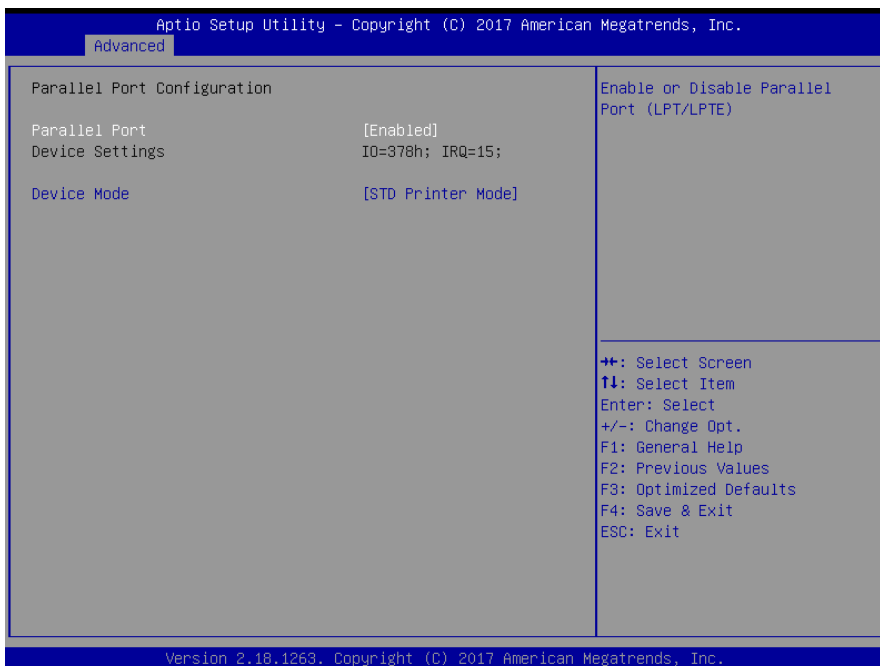 Aptio Setup Utility – Copyright (C) 2017 American Megatrends, Inc.
Advanced
Parallel Port Configuration
Parallel Port [Enabled]
Device Settings IO=378h; IRQ=15;
Device Mode [STD Printer Mode]
Enable or Disable Parallel
Port (LPT/LPTE)
→←: Select Screen
↑↓: Select Item
Enter: Select
+/-: Change Opt.
F1: General Help
F2: Previous Values
F3: Optimized Defaults
F4: Save & Exit
ESC: Exit
Version 2.18.1263. Copyright (C) 2017 American Megatrends, Inc.